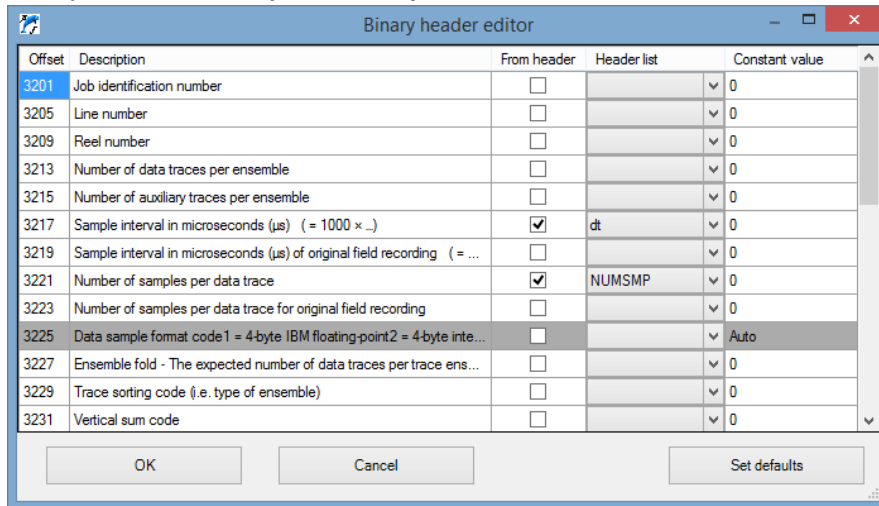 Binary header editor
Offset Description From header Header list Constant value
3201 Job identification number 0
3205 Line number 0
3209 Reel number 0
3213 Number of data traces per ensemble 0
3215 Number of auxiliary traces per ensemble 0
3217 Sample interval in microseconds (µs) ( = 1000 × ...) dt 0
3219 Sample interval in microseconds (µs) of original field recording ( = ... 0
3221 Number of samples per data trace NUMSMP 0
3223 Number of samples per data trace for original field recording 0
3225 Data sample format code1 = 4-byte IBM floating-point2 = 4-byte inte... Auto
3227 Ensemble fold - The expected number of data traces per trace ens... 0
3229 Trace sorting code (i.e. type of ensemble) 0
3231 Vertical sum code 0
OK Cancel Set defaults